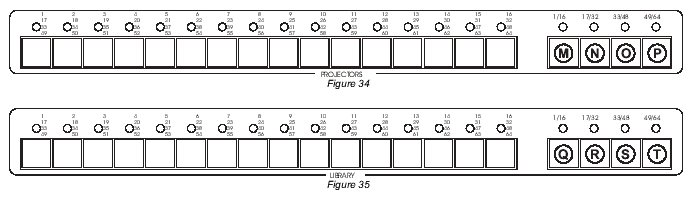 1 2 3 4 5 6 7 8 9 10 11 12 13 14 15 16 1/16 17/32 33/48 49/64
17 18 19 20 21 22 23 24 25 26 27 28 29 30 31 32
33 34 35 36 37 38 39 40 41 42 43 44 45 46 47 48
49 50 51 52 53 54 55 56 57 58 59 60 61 62 63 64
M N O P
PROJECTORS
Figure 34
1 2 3 4 5 6 7 8 9 10 11 12 13 14 15 16 1/16 17/32 33/48 49/64
17 18 19 20 21 22 23 24 25 26 27 28 29 30 31 32
33 34 35 36 37 38 39 40 41 42 43 44 45 46 47 48
49 50 51 52 53 54 55 56 57 58 59 60 61 62 63 64
Q R S T
LIBRARY
Figure 35